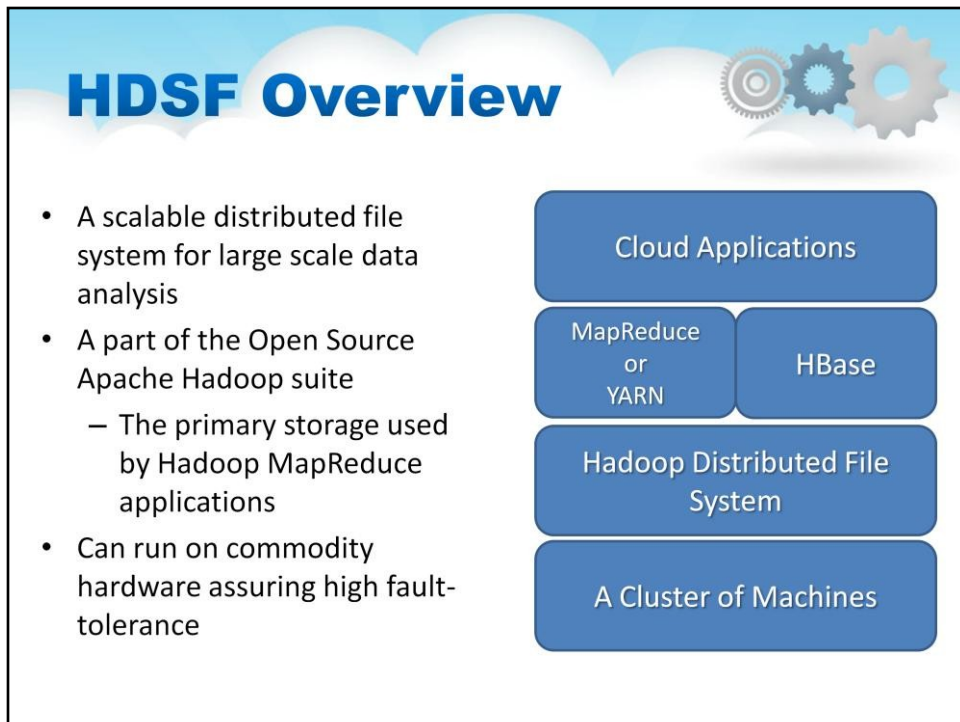 HDSF Overview
• A scalable distributed file
system for large scale data
analysis
• A part of the Open Source
Apache Hadoop suite
– The primary storage used
by Hadoop MapReduce
applications
• Can run on commodity
hardware assuring high fault-
tolerance
Cloud Applications
MapReduce
or
YARN
HBase
Hadoop Distributed File
System
A Cluster of Machines